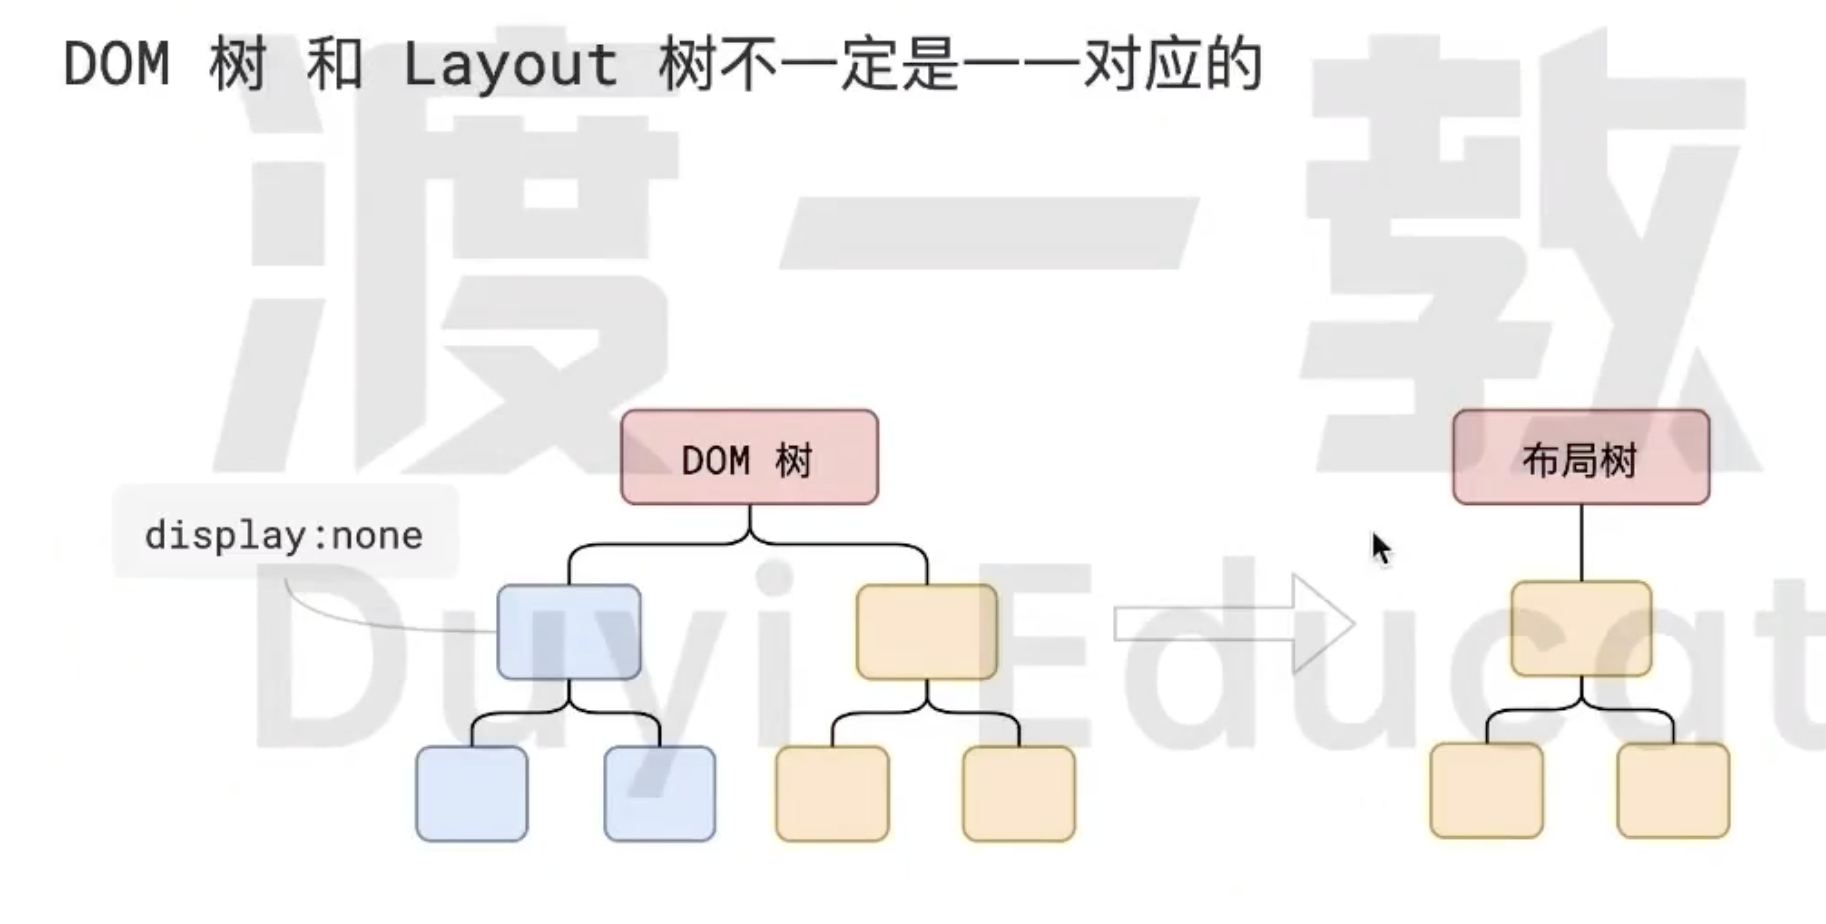 DOM 树 和 Layout 树不一定是一一对应的
渡一教
DOM 树
布局树
display:none
Duyi Educat